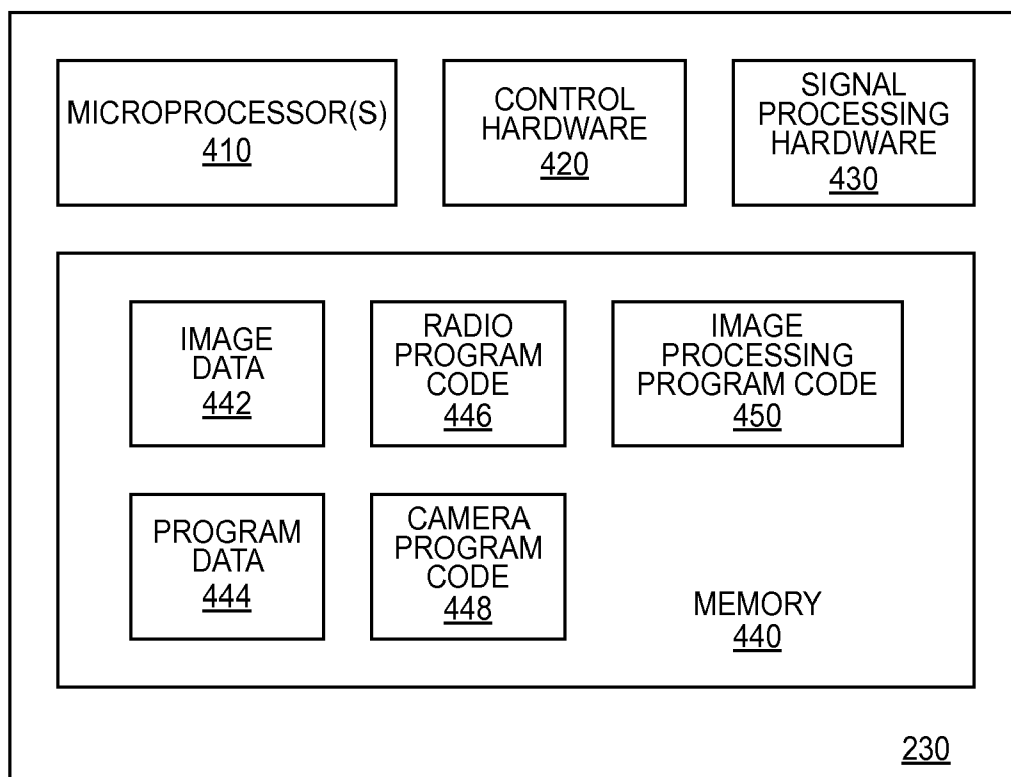 MICROPROCESSOR(S)
410
CONTROL
HARDWARE
420
SIGNAL
PROCESSING
HARDWARE
430
IMAGE
DATA
442
RADIO
PROGRAM
CODE
446
IMAGE
PROCESSING
PROGRAM CODE
450
PROGRAM
DATA
444
CAMERA
PROGRAM
CODE
448
MEMORY
440
230